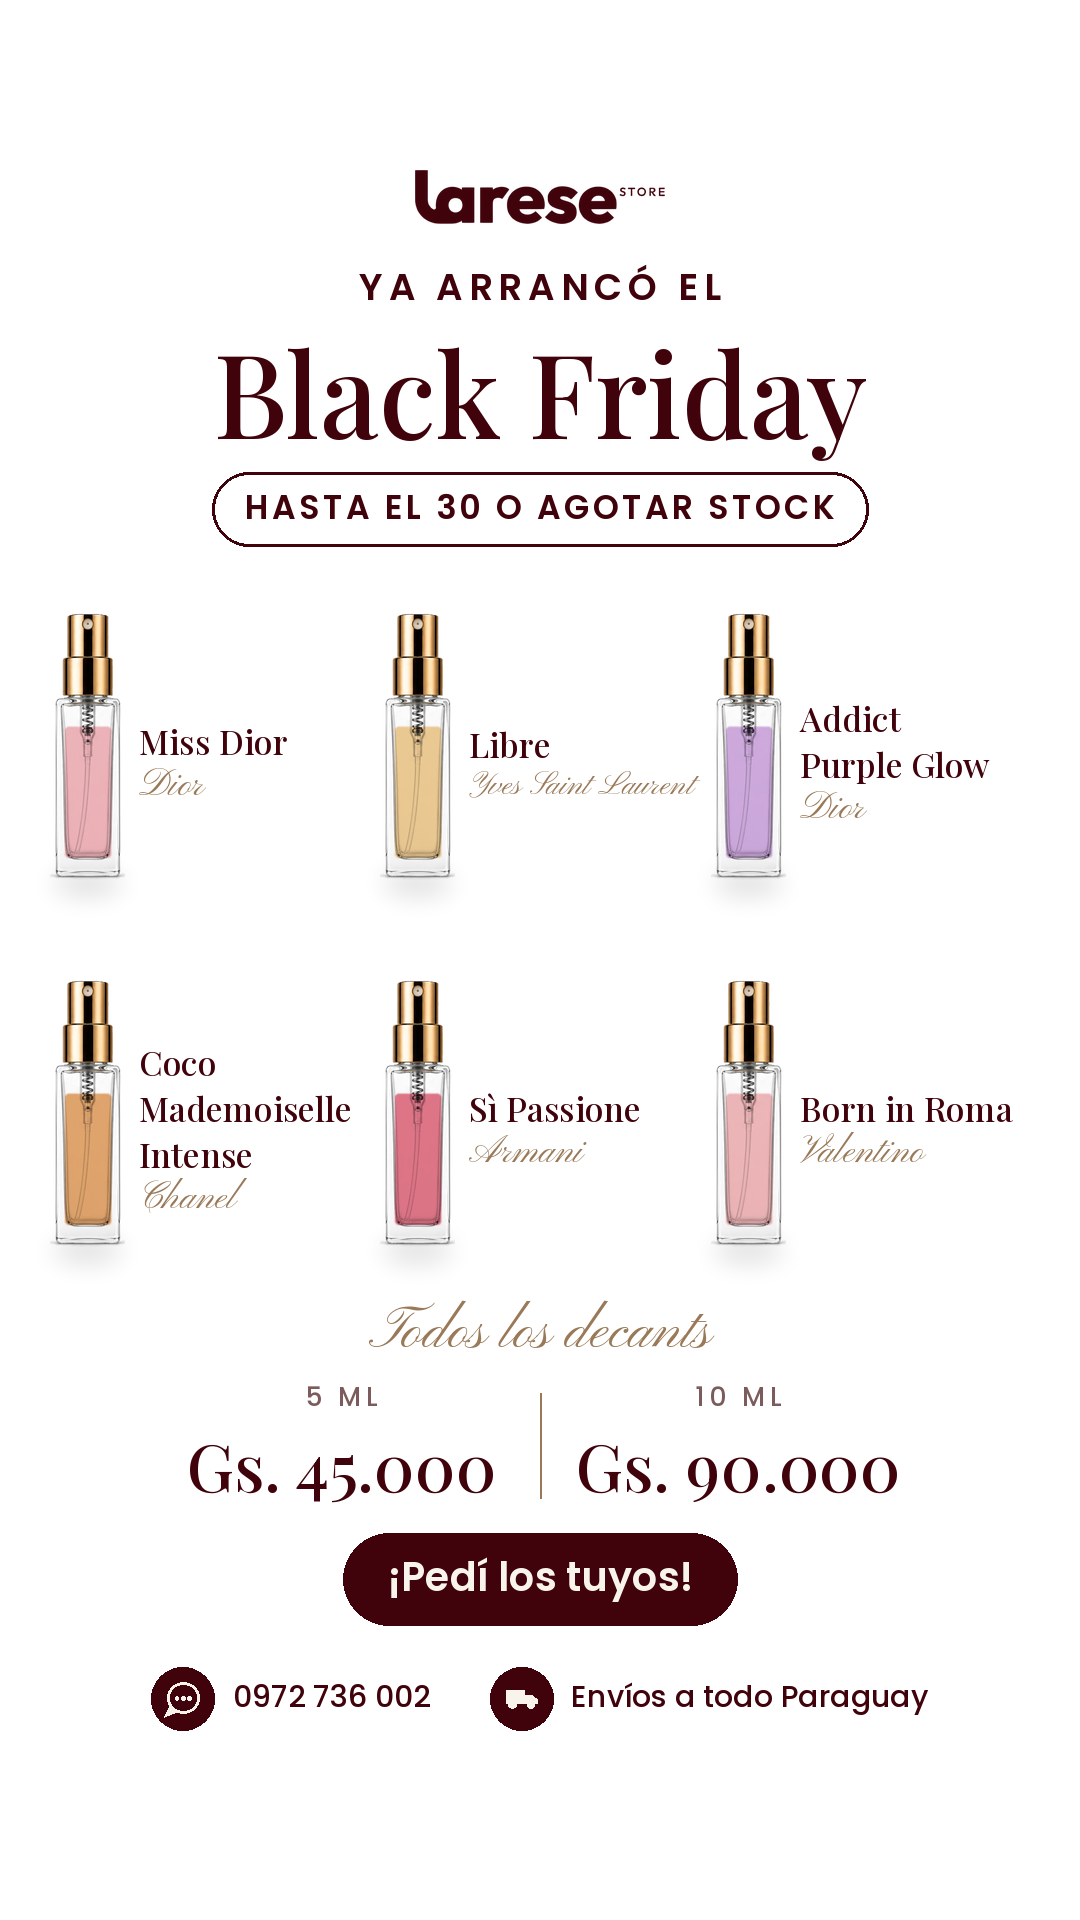 larese STORE
YA ARRANCÓ EL
Black Friday
HASTA EL 30 O AGOTAR STOCK
Miss Dior
Dior
Libre
Yves Saint Laurent
Addict
Purple Glow
Dior
Coco
Mademoiselle
Intense
Chanel
Sì Passione
Armani
Born in Roma
Valentino
Todos los decants
5 ML
Gs. 45.000
10 ML
Gs. 90.000
¡Pedí los tuyos!
0972 736 002
Envíos a todo Paraguay